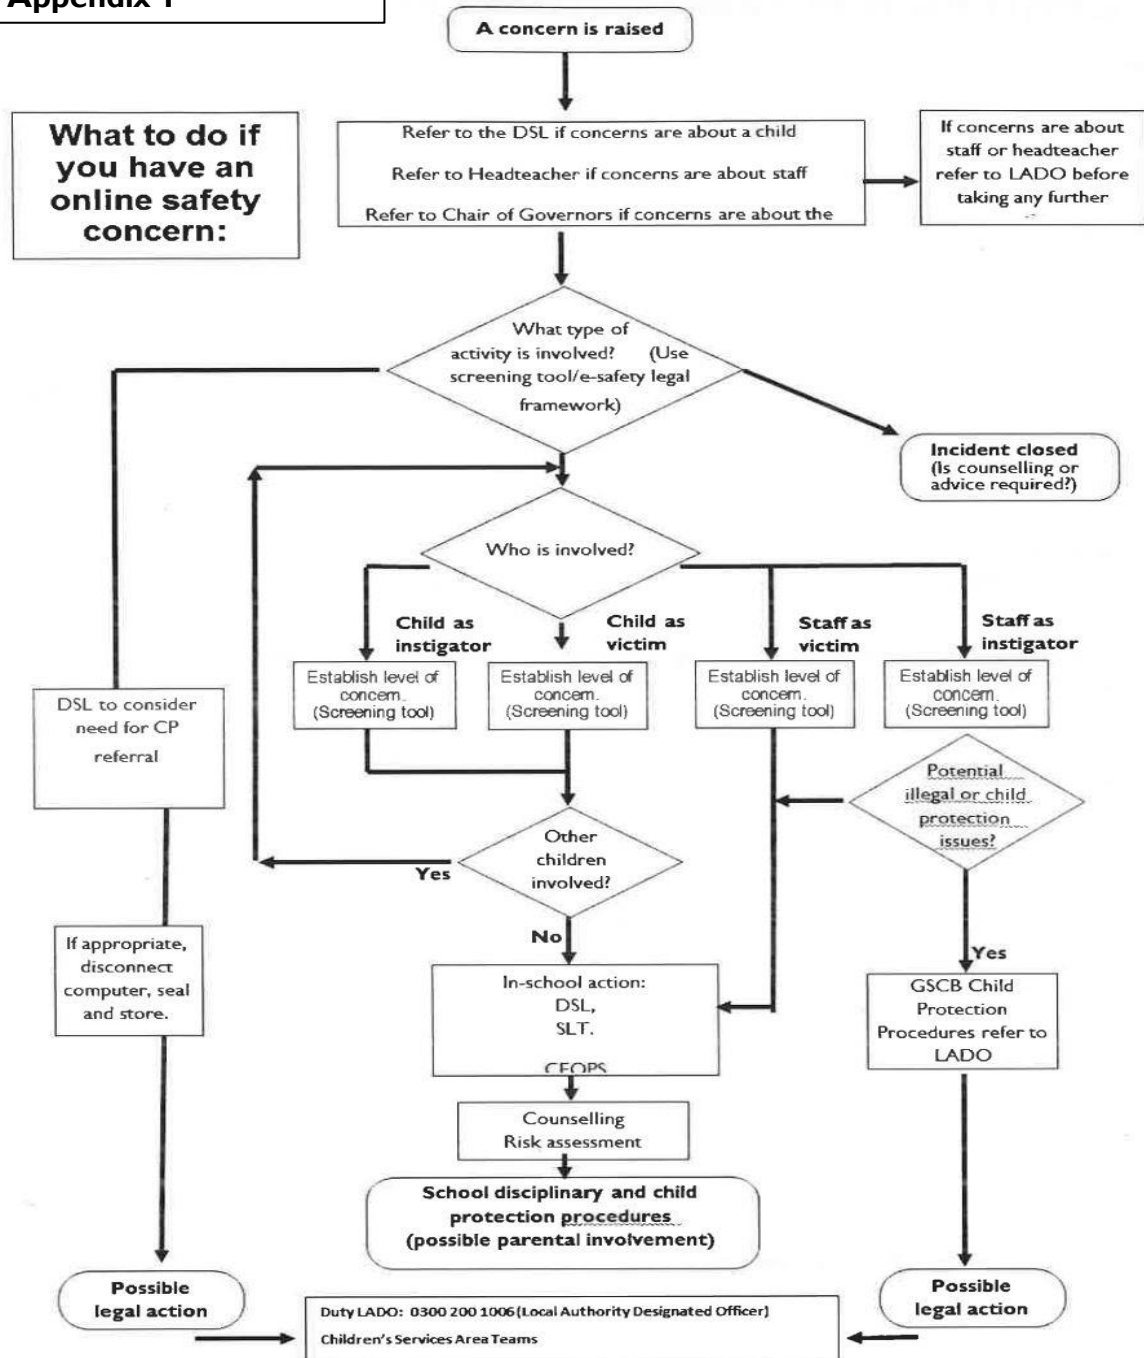 Appendix 1
A concern is raised
What to do if
you have an
online safety
concern:
Refer to the DSL if concerns are about a child
Refer to Headteacher if concerns are about staff
Refer to Chair of Governors if concerns are about the
If concerns are about
staff or headteacher
refer to LADO before
taking any further
What type of
activity is involved? (Use
screening tool/e-safety legal
framework)
Incident closed
(Is counselling or
advice required?)
Who is involved?
Child as
instigator
Child as
victim
Staff as
victim
Staff as
instigator
Establish level of
concern.
(Screening tool)
Establish level of
concern.
(Screening tool)
Establish level of
concern.
(Screening tool)
Establish level of
concern.
(Screening tool)
DSL to consider
need for CP
referral
Potential
illegal or child
protection
issues?
Other
children
involved?
Yes
No
Yes
If appropriate,
disconnect
computer, seal
and store.
In-school action:
DSL,
SLT.
CEOPS
GSCB Child
Protection
Procedures refer to
LADO
Counselling
Risk assessment
School disciplinary and child
protection procedures
(possible parental involvement)
Possible
legal action
Possible
legal action
Duty LADO: 0300 200 1006(Local Authority Designated Officer)
Children's Services Area Teams